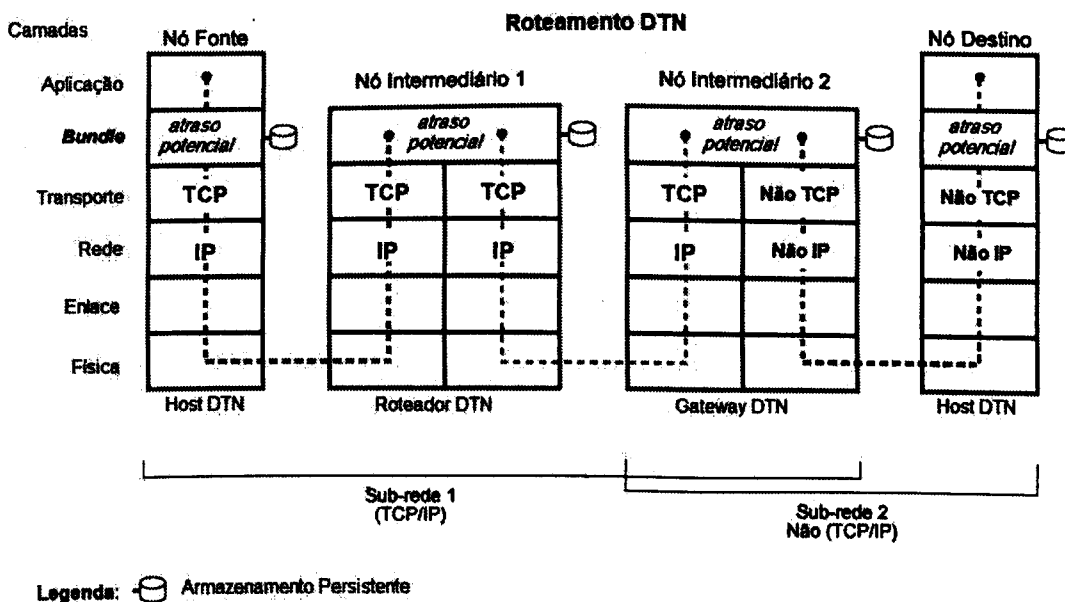 Roteamento DTN
Camadas
Nó Fonte
Nó Intermediário 1
Nó Intermediário 2
Nó Destino
Aplicação
Bundle
atraso
potencial
atraso
potencial
atraso
potencial
atraso
potencial
Transporte
TCP
TCP
TCP
TCP
Não TCP
Não TCP
Rede
IP
IP
IP
IP
Não IP
Não IP
Enlace
Física
Host DTN
Roteador DTN
Gateway DTN
Host DTN
Sub-rede 1
(TCP/IP)
Sub-rede 2
Não (TCP/IP)
Legenda: Armazenamento Persistente